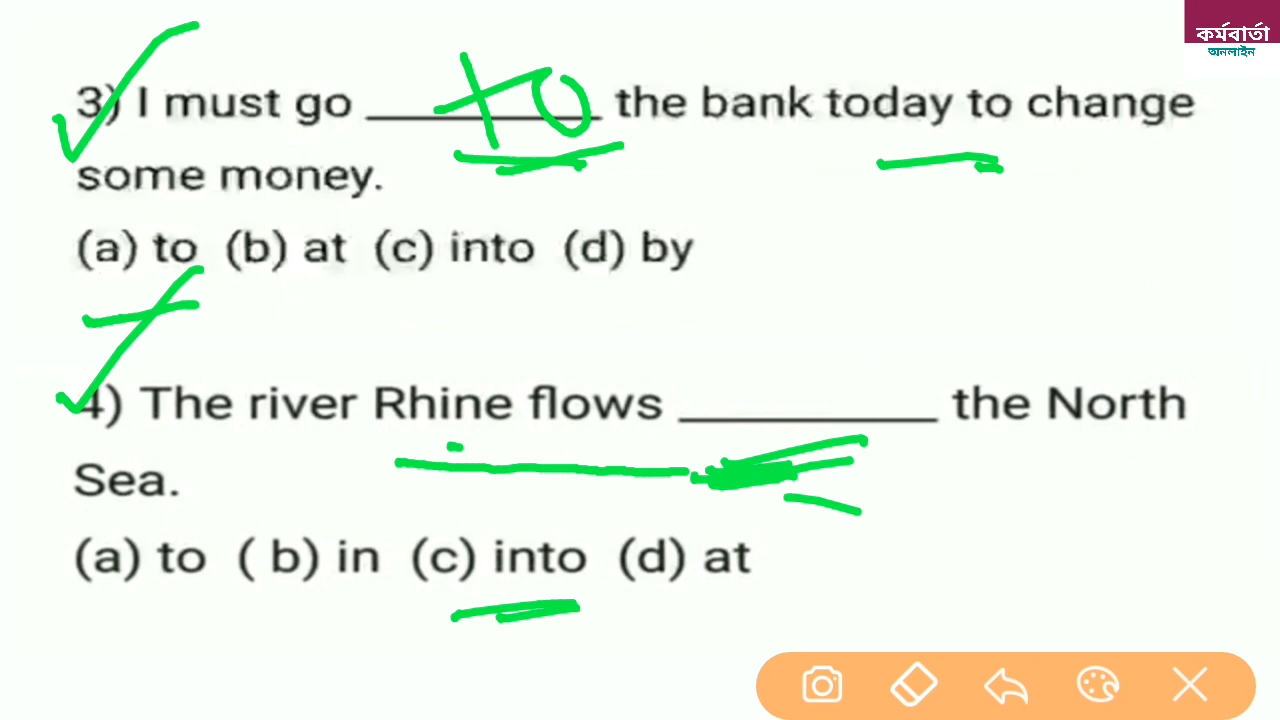 কর্মবার্তা
অনলাইন
3) I must go to the bank today to change
some money.
(a) to (b) at (c) into (d) by
4) The river Rhine flows __________ the North
Sea.
(a) to ( b) in (c) into (d) at